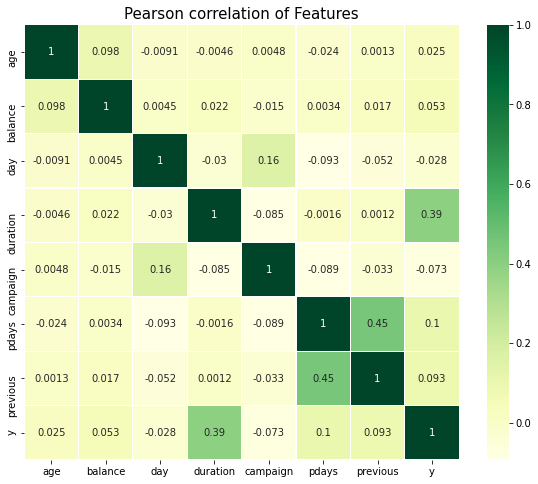 Pearson correlation of Features
age 1 0.098 -0.0091 -0.0046 0.0048 -0.024 0.0013 0.025
balance 0.098 1 0.0045 0.022 -0.015 0.0034 0.017 0.053
day -0.0091 0.0045 1 -0.03 0.16 -0.093 -0.052 -0.028
duration -0.0046 0.022 -0.03 1 -0.085 -0.0016 0.0012 0.39
campaign 0.0048 -0.015 0.16 -0.085 1 -0.089 -0.033 -0.073
pdays -0.024 0.0034 -0.093 -0.0016 -0.089 1 0.45 0.1
previous 0.0013 0.017 -0.052 0.0012 -0.033 0.45 1 0.093
y 0.025 0.053 -0.028 0.39 -0.073 0.1 0.093 1
age balance day duration campaign pdays previous y
1.0
0.8
0.6
0.4
0.2
0.0